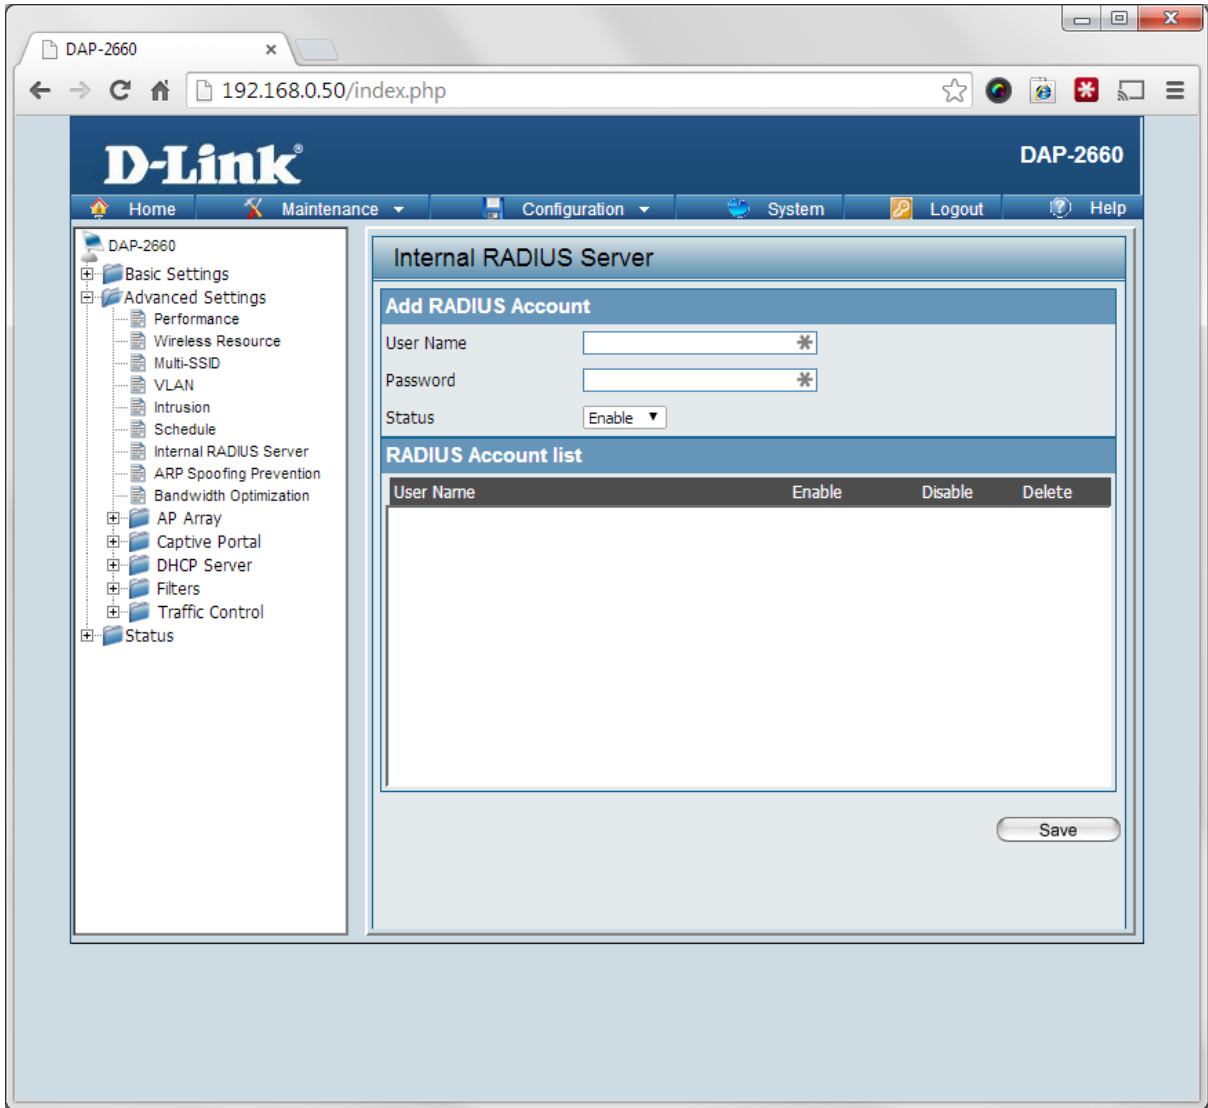 DAP-2660
192.168.0.50/index.php
D-Link®
DAP-2660
Home Maintenance Configuration System Logout Help
DAP-2660
Basic Settings
Advanced Settings
Performance
Wireless Resource
Multi-SSID
VLAN
Intrusion
Schedule
Internal RADIUS Server
ARP Spoofing Prevention
Bandwidth Optimization
AP Array
Captive Portal
DHCP Server
Filters
Traffic Control
Status
Internal RADIUS Server
Add RADIUS Account
User Name
Password
Status Enable
RADIUS Account list
User Name Enable Disable Delete
Save